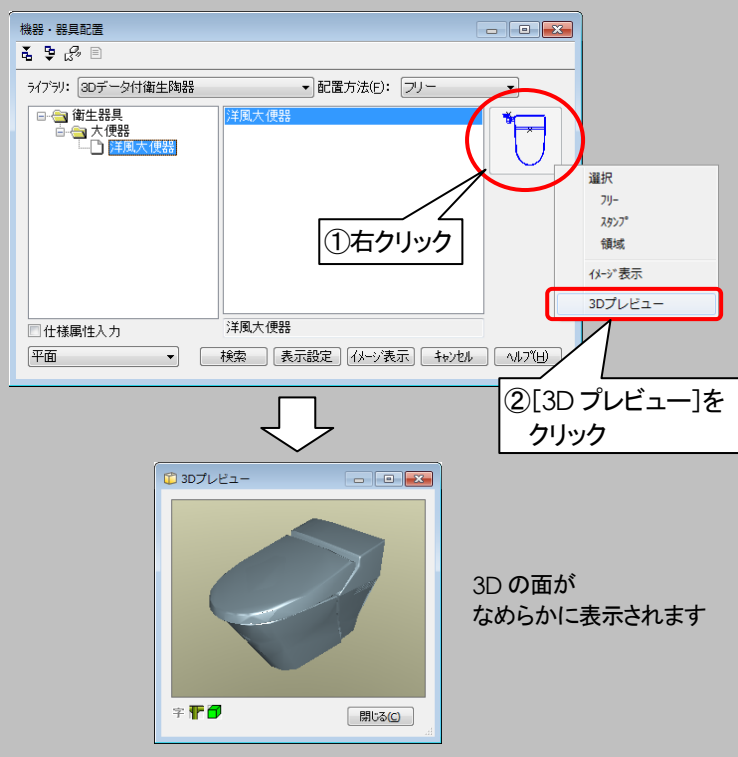 機器・器具配置
ライブラリ: 3Dデータ付衛生陶器 配置方法(F): フリー
衛生器具
大便器
洋風大便器
洋風大便器
①右クリック
選択
フリー
スタンプ
領域
イメージ表示
3Dプレビュー
仕様属性入力
洋風大便器
平面
検索 表示設定 イメージ表示 キャンセル ヘルプ(H)
②[3D プレビュー]を
クリック
3Dプレビュー
字
閉じる(C)
3D の面が
なめらかに表示されます